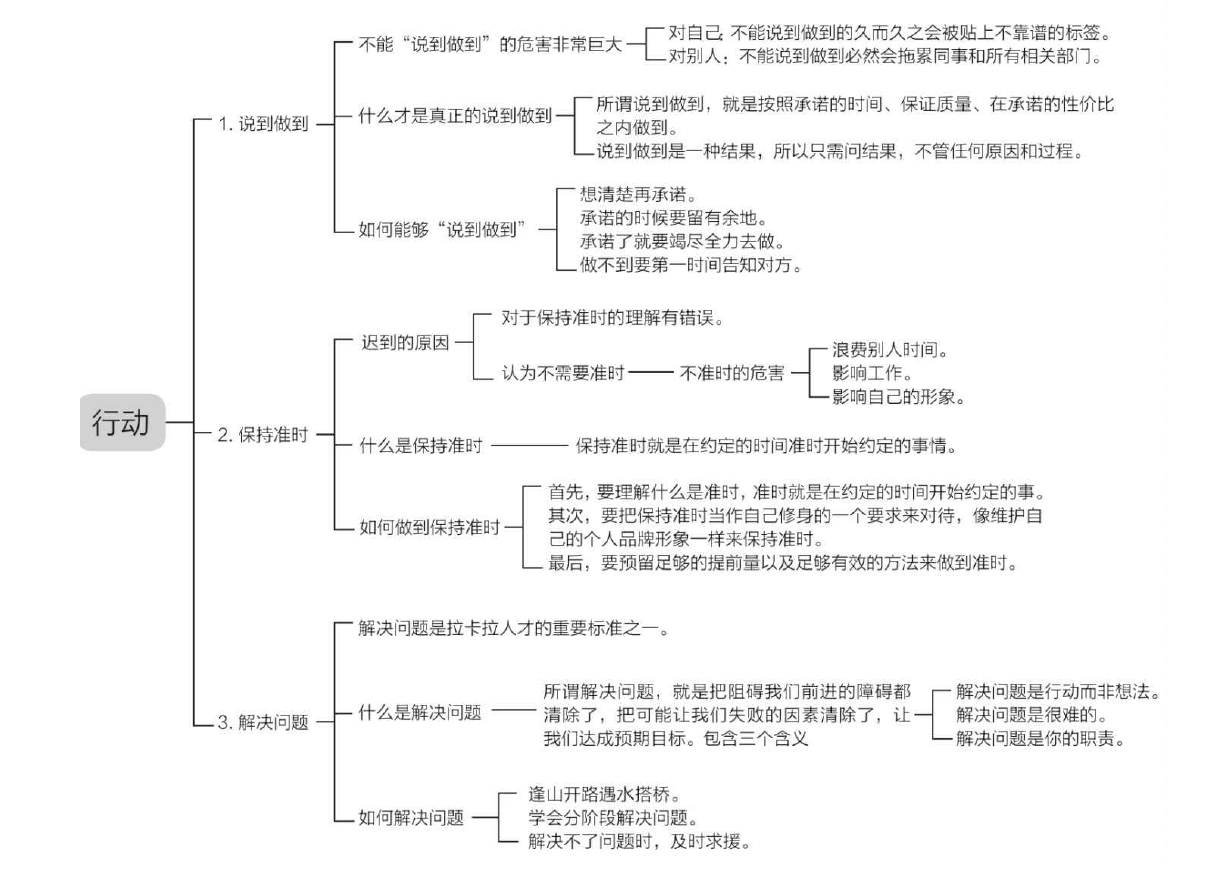 行动
1. 说到做到
不能“说到做到”的危害非常巨大
对自己:不能说到做到的久而久之会被贴上不靠谱的标签。
对别人：不能说到做到必然会拖累同事和所有相关部门。
什么才是真正的说到做到
所谓说到做到，就是按照承诺的时间、保证质量、在承诺的性价比
之内做到。
说到做到是一种结果，所以只需问结果，不管任何原因和过程。
如何能够“说到做到”
想清楚再承诺。
承诺的时候要留有余地。
承诺了就要竭尽全力去做。
做不到要第一时间告知对方。
2. 保持准时
迟到的原因
对于保持准时的理解有错误。
认为不需要准时
不准时的危害
浪费别人时间。
影响工作。
影响自己的形象。
什么是保持准时
保持准时就是在约定的时间准时开始约定的事情。
如何做到保持准时
首先，要理解什么是准时，准时就是在约定的时间开始约定的事。
其次，要把保持准时当作自己修身的一个要求来对待，像维护自
己的个人品牌形象一样来保持准时。
最后，要预留足够的提前量以及足够有效的方法来做到准时。
3. 解决问题
解决问题是拉卡拉人才的重要标准之一。
什么是解决问题
所谓解决问题，就是把阻碍我们前进的障碍都
清除了，把可能让我们失败的因素清除了，让
我们达成预期目标。包含三个含义
解决问题是行动而非想法。
解决问题是很难的。
解决问题是你的职责。
如何解决问题
逢山开路遇水搭桥。
学会分阶段解决问题。
解决不了问题时，及时求援。